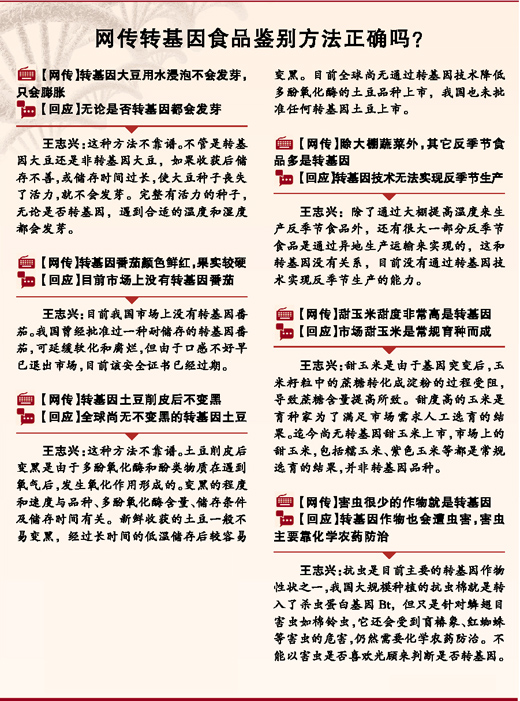 网传转基因食品鉴别方法正确吗?
【网传】转基因大豆用水浸泡不会发芽,
只会膨胀
【回应】无论是否转基因都会发芽
王志兴:这种方法不靠谱。不管是转基
因大豆还是非转基因大豆，如果收获后储
存不善,或储存时间过长,使大豆种子丧失
了活力,就不会发芽。完整有活力的种子,
无论是否转基因，遇到合适的温度和湿度
都会发芽。
【网传】转基因番茄颜色鲜红,果实较硬
【回应】目前市场上没有转基因番茄
王志兴:目前我国市场上没有转基因番
茄。我国曾经批准过一种耐储存的转基因番
茄,可延缓软化和腐烂,但由于口感不好早
已退出市场,目前该安全证书已经过期。
【网传】转基因土豆削皮后不变黑
【回应】全球尚无不变黑的转基因土豆
王志兴:这种方法不靠谱。土豆削皮后
变黑是由于多酚氧化酶和酚类物质在遇到
氧气后,发生氧化作用形成的。变黑的程度
和速度与品种、多酚氧化酶含量、储存条件
及储存时间有关。新鲜收获的土豆一般不
易变黑，经过长时间的低温储存后较容易
变黑。目前全球尚无通过转基因技术降低
多酚氧化酶的土豆品种上市，我国也未批
准任何转基因土豆上市。
【网传】除大棚蔬菜外,其它反季节食
品多是转基因
【回应】转基因技术无法实现反季节生产
王志兴：除了通过大棚提高温度来生
产反季节食品外，还有很大一部分反季节
食品是通过异地生产运输来实现的，这和
转基因没有关系，目前没有通过转基因技
术实现反季节生产的能力。
【网传】甜玉米甜度非常高是转基因
【回应】市场甜玉米是常规育种而成
王志兴:甜玉米是由于基因突变后,玉
米籽粒中的蔗糖转化成淀粉的过程受阻,
导致蔗糖含量提高所致。甜度高的玉米是
育种家为了满足市场需求人工选育的结
果。迄今尚无转基因甜玉米上市,市场上的
甜玉米,包括糯玉米、紫色玉米等都是常规
选育的结果,并非转基因品种。
【网传】害虫很少的作物就是转基因
【回应】转基因作物也会遭虫害,害虫
主要靠化学农药防治
王志兴:抗虫是目前主要的转基因作物
性状之一,我国大规模种植的抗虫棉就是转
入了杀虫蛋白基因Bt，但只是针对鳞翅目
害虫如棉铃虫,它还会受到盲椿象、红蜘蛛
等害虫的危害,仍然需要化学农药防治。不
能以害虫是否喜欢光顾来判断是否转基因。